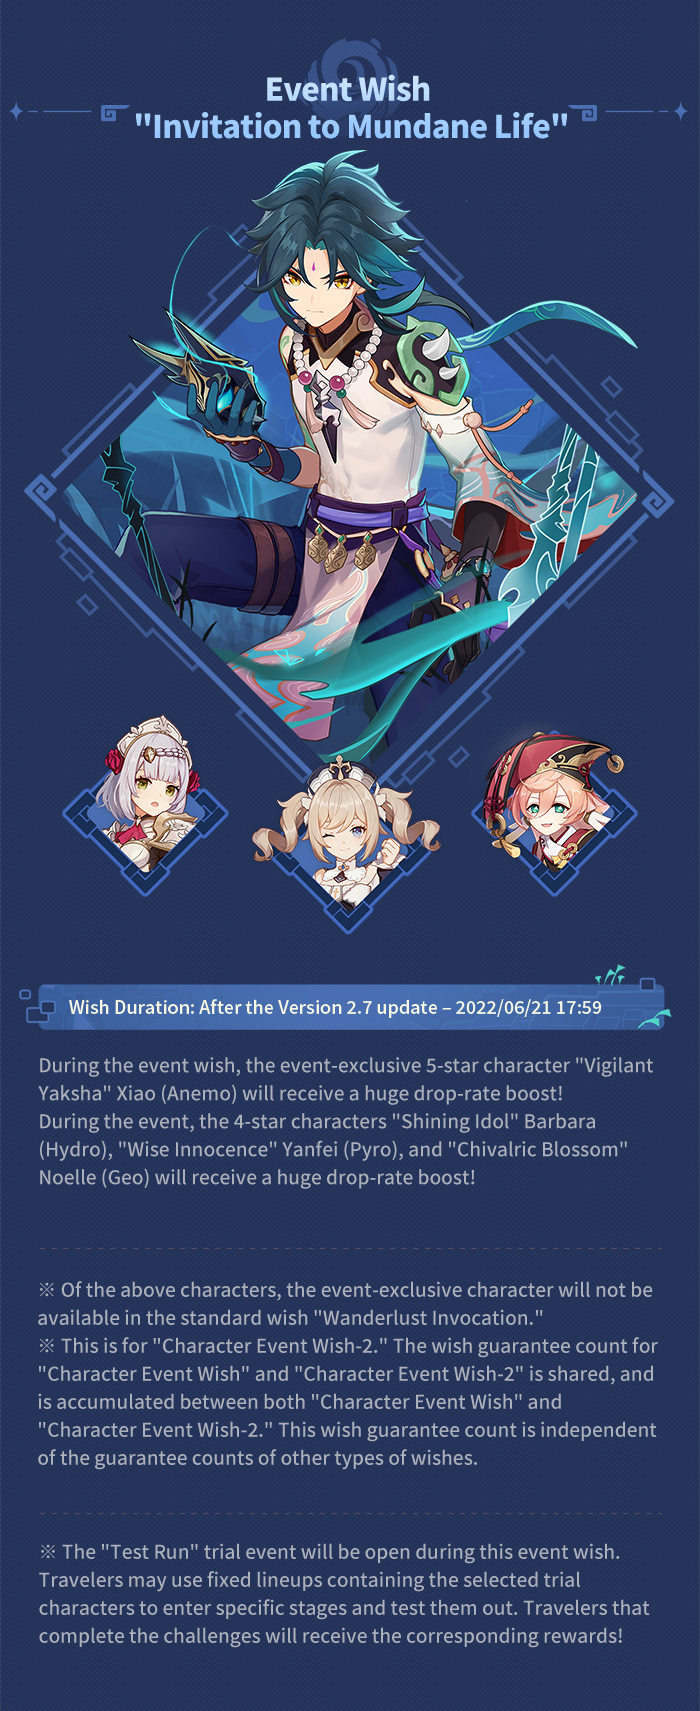 Event Wish
"Invitation to Mundane Life"
Wish Duration: After the Version 2.7 update – 2022/06/21 17:59
During the event wish, the event-exclusive 5-star character "Vigilant
Yaksha" Xiao (Anemo) will receive a huge drop-rate boost!
During the event, the 4-star characters "Shining Idol" Barbara
(Hydro), "Wise Innocence" Yanfei (Pyro), and "Chivalric Blossom"
Noelle (Geo) will receive a huge drop-rate boost!
※ Of the above characters, the event-exclusive character will not be
available in the standard wish "Wanderlust Invocation."
※ This is for "Character Event Wish-2." The wish guarantee count for
"Character Event Wish" and "Character Event Wish-2" is shared, and
is accumulated between both "Character Event Wish" and
"Character Event Wish-2." This wish guarantee count is independent
of the guarantee counts of other types of wishes.
※ The "Test Run" trial event will be open during this event wish.
Travelers may use fixed lineups containing the selected trial
characters to enter specific stages and test them out. Travelers that
complete the challenges will receive the corresponding rewards!